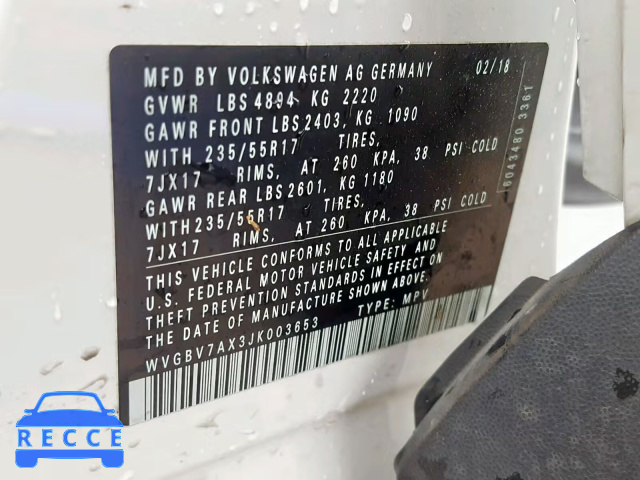 MFD BY VOLKSWAGEN AG GERMANY 02/18
GVWR LBS 4894 KG 2220
GAWR FRONT LBS 2403, KG 1090
WITH 235/55R17 TIRES,
7JX17 RIMS, AT 260 KPA, 38 PSI COLD
GAWR REAR LBS 2601, KG 1180
WITH 235/55R17 TIRES,
7JX17 RIMS, AT 260 KPA, 38 PSI COLD
THIS VEHICLE CONFORMS TO ALL APPLICABLE
U.S. FEDERAL MOTOR VEHICLE SAFETY AND
THEFT PREVENTION STANDARDS IN EFFECT ON
THE DATE OF MANUFACTURE SHOWN ABOVE.
WVGBV7AX3JK003653 TYPE: MPV
6043480 336T
RECCE